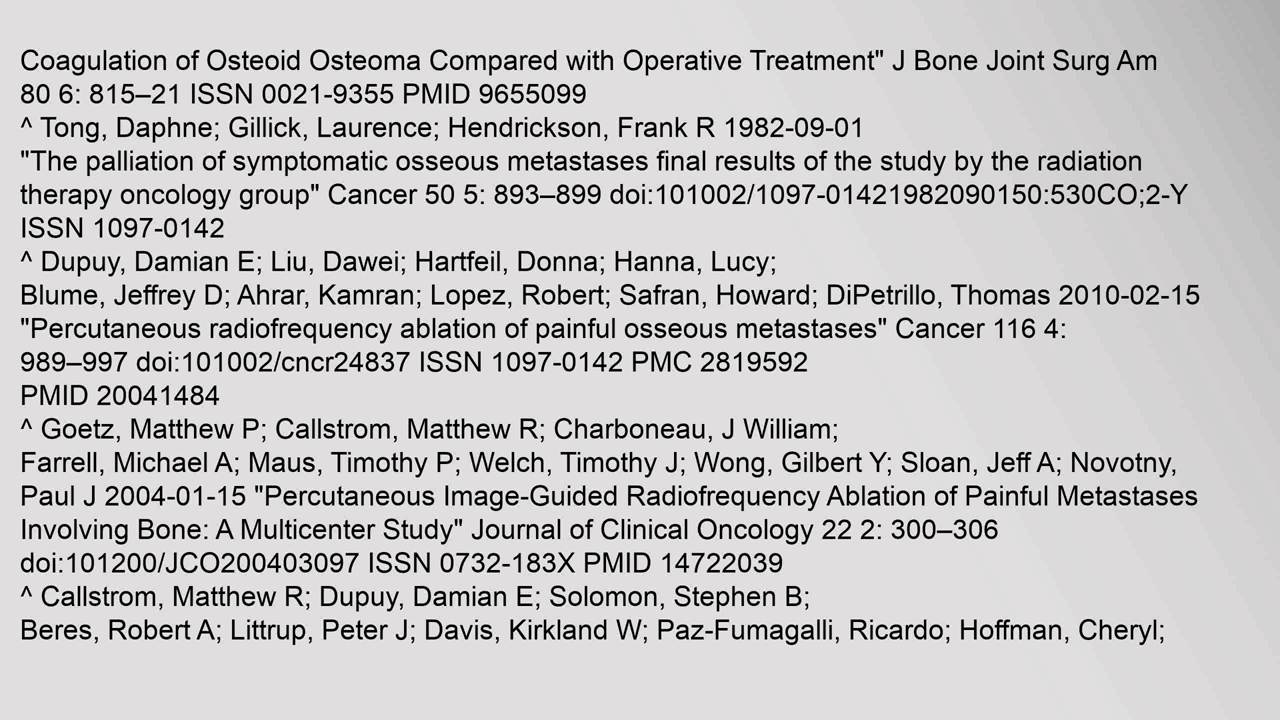 Coagulation of Osteoid Osteoma Compared with Operative Treatment" J Bone Joint Surg Am
80 6: 815–21 ISSN 0021-9355 PMID 9655099
^ Tong, Daphne; Gillick, Laurence; Hendrickson, Frank R 1982-09-01
"The palliation of symptomatic osseous metastases final results of the study by the radiation
therapy oncology group" Cancer 50 5: 893–899 doi:101002/1097-01421982090150:530CO;2-Y
ISSN 1097-0142
^ Dupuy, Damian E; Liu, Dawei; Hartfeil, Donna; Hanna, Lucy;
Blume, Jeffrey D; Ahrar, Kamran; Lopez, Robert; Safran, Howard; DiPetrillo, Thomas 2010-02-15
"Percutaneous radiofrequency ablation of painful osseous metastases" Cancer 116 4:
989–997 doi:101002/cncr24837 ISSN 1097-0142 PMC 2819592
PMID 20041484
^ Goetz, Matthew P; Callstrom, Matthew R; Charboneau, J William;
Farrell, Michael A; Maus, Timothy P; Welch, Timothy J; Wong, Gilbert Y; Sloan, Jeff A; Novotny,
Paul J 2004-01-15 "Percutaneous Image-Guided Radiofrequency Ablation of Painful Metastases
Involving Bone: A Multicenter Study" Journal of Clinical Oncology 22 2: 300–306
doi:101200/JCO200403097 ISSN 0732-183X PMID 14722039
^ Callstrom, Matthew R; Dupuy, Damian E; Solomon, Stephen B;
Beres, Robert A; Littrup, Peter J; Davis, Kirkland W; Paz-Fumagalli, Ricardo; Hoffman, Cheryl;